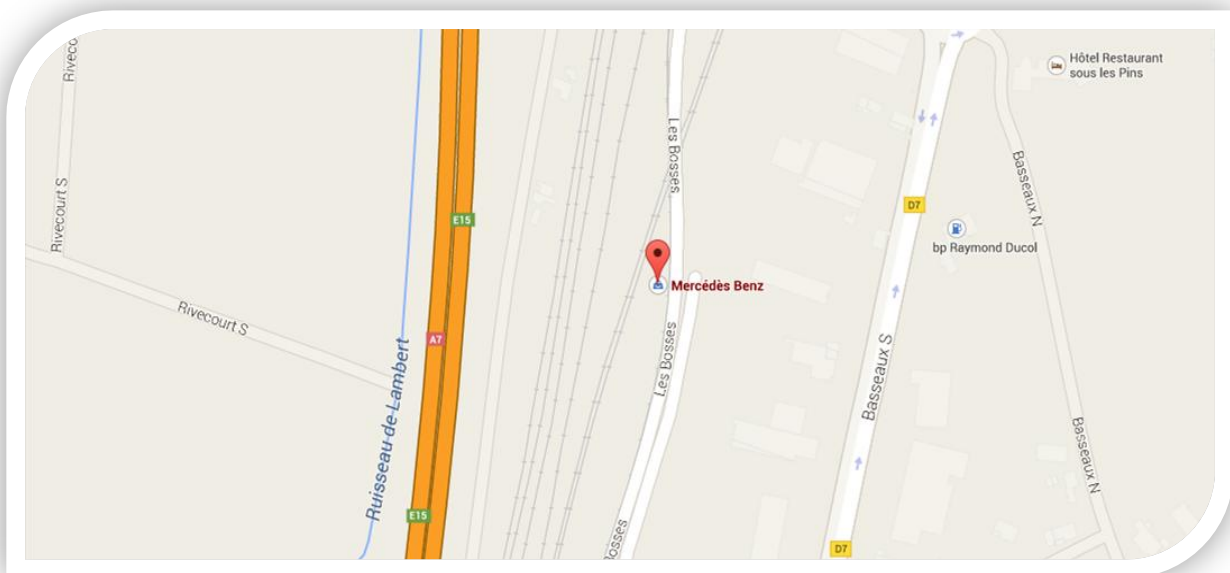 Riveco
Hôtel Restaurant
sous les Pins
Les Bosses
Basseaux N
Rivecourt S
D7
E15
bp Raymond Ducol
Mercédès Benz
Rivecourt S
A7
Les Bosses
Basseaux S
Ruisseau de Lambert
Basseaux N
E15
Bosses
D7